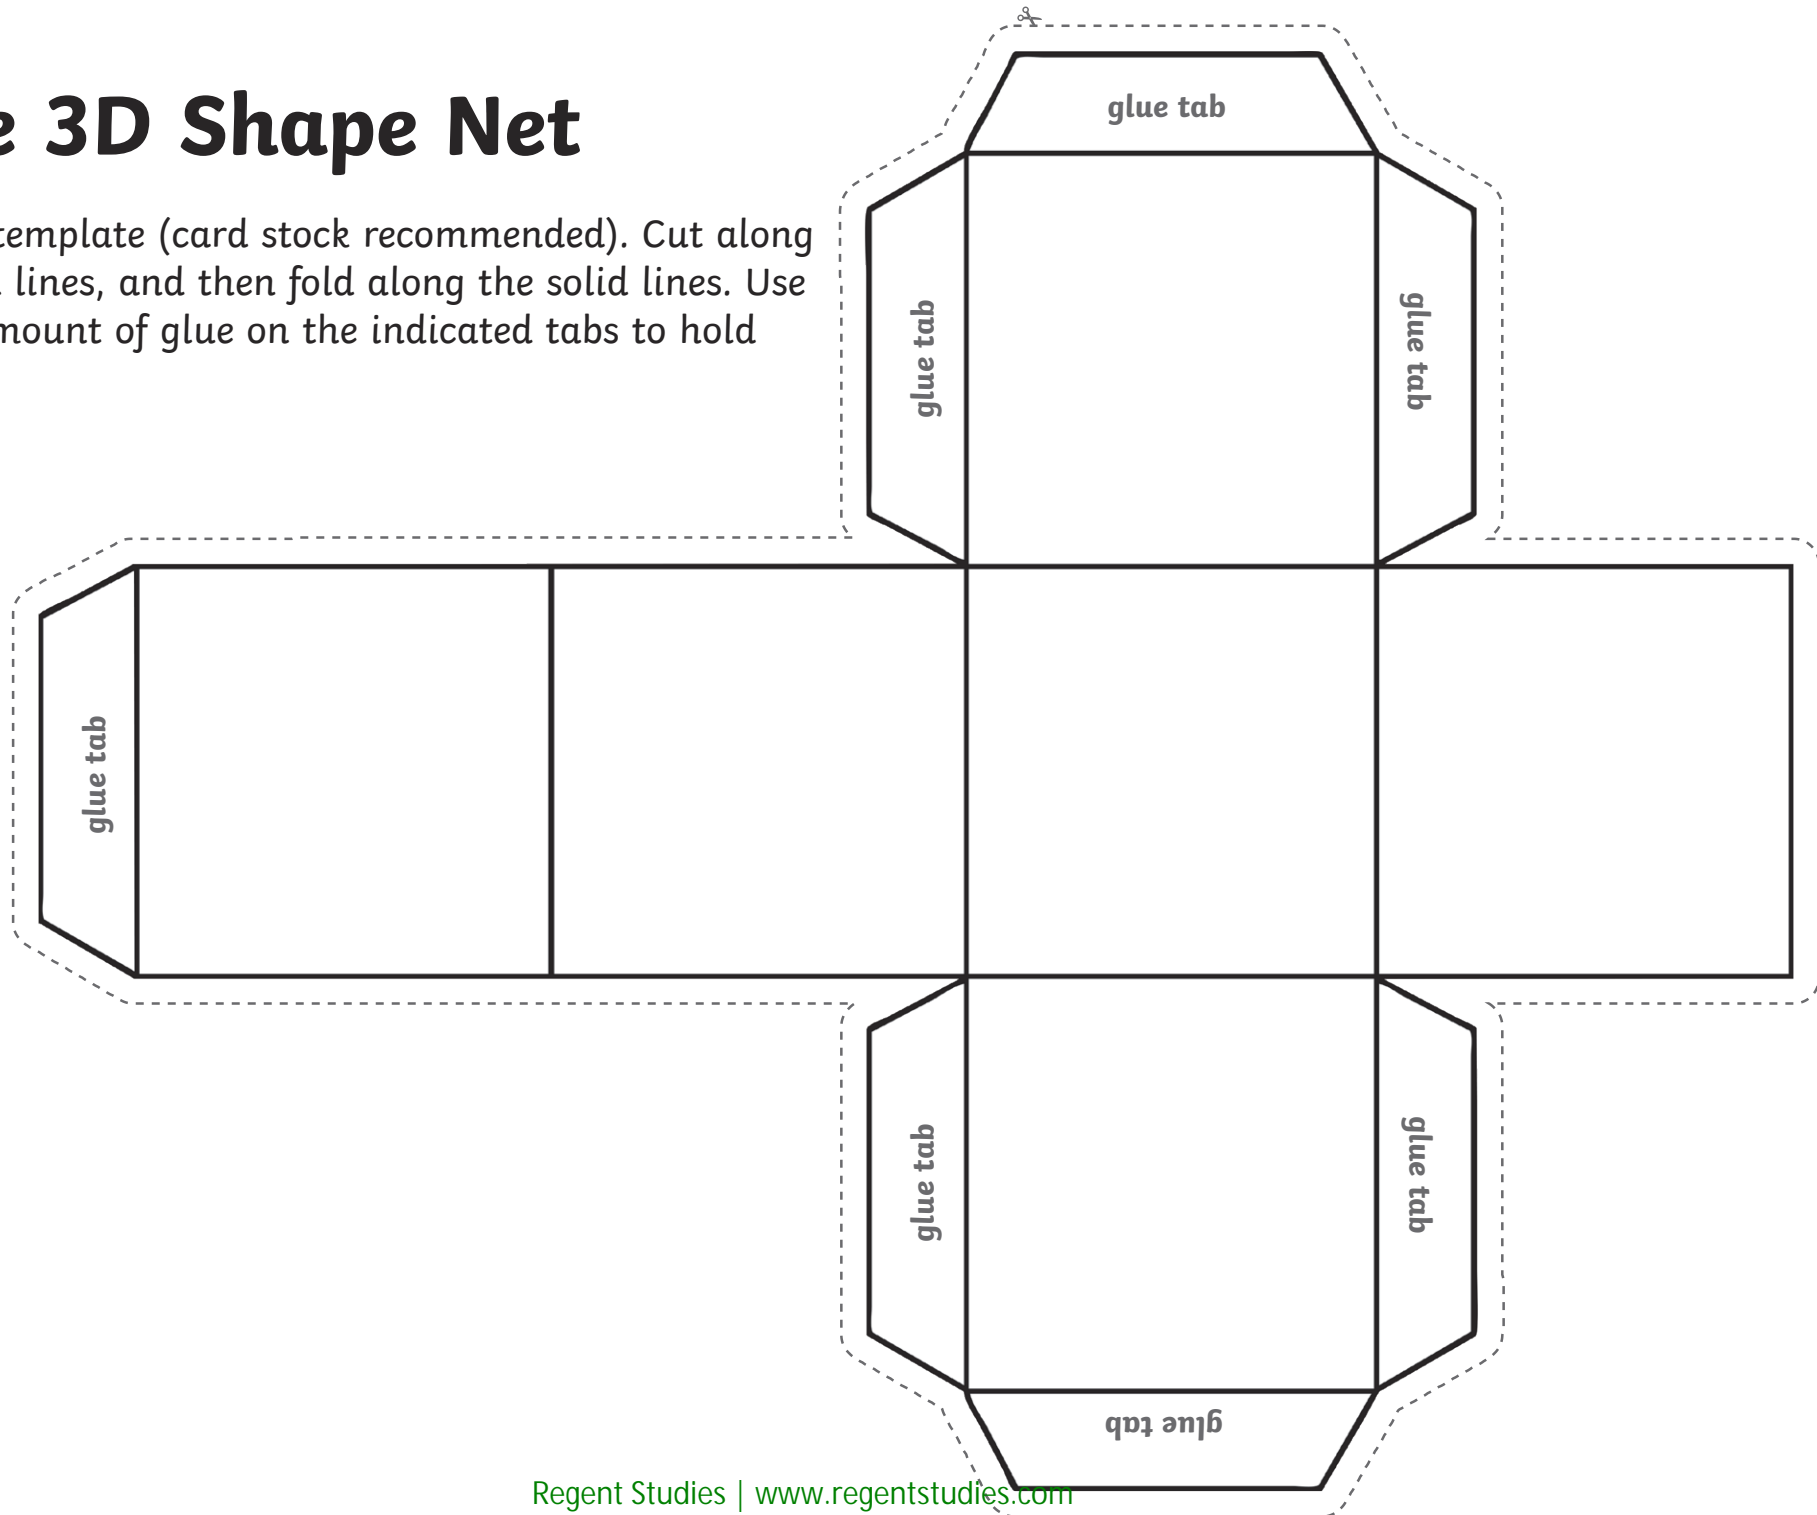 e 3D Shape Net
template (card stock recommended). Cut along
lines, and then fold along the solid lines. Use
mount of glue on the indicated tabs to hold
glue tab
glue tab
glue tab
glue tab
glue tab
glue tab
glue tab
Regent Studies | www.regentstudies.com